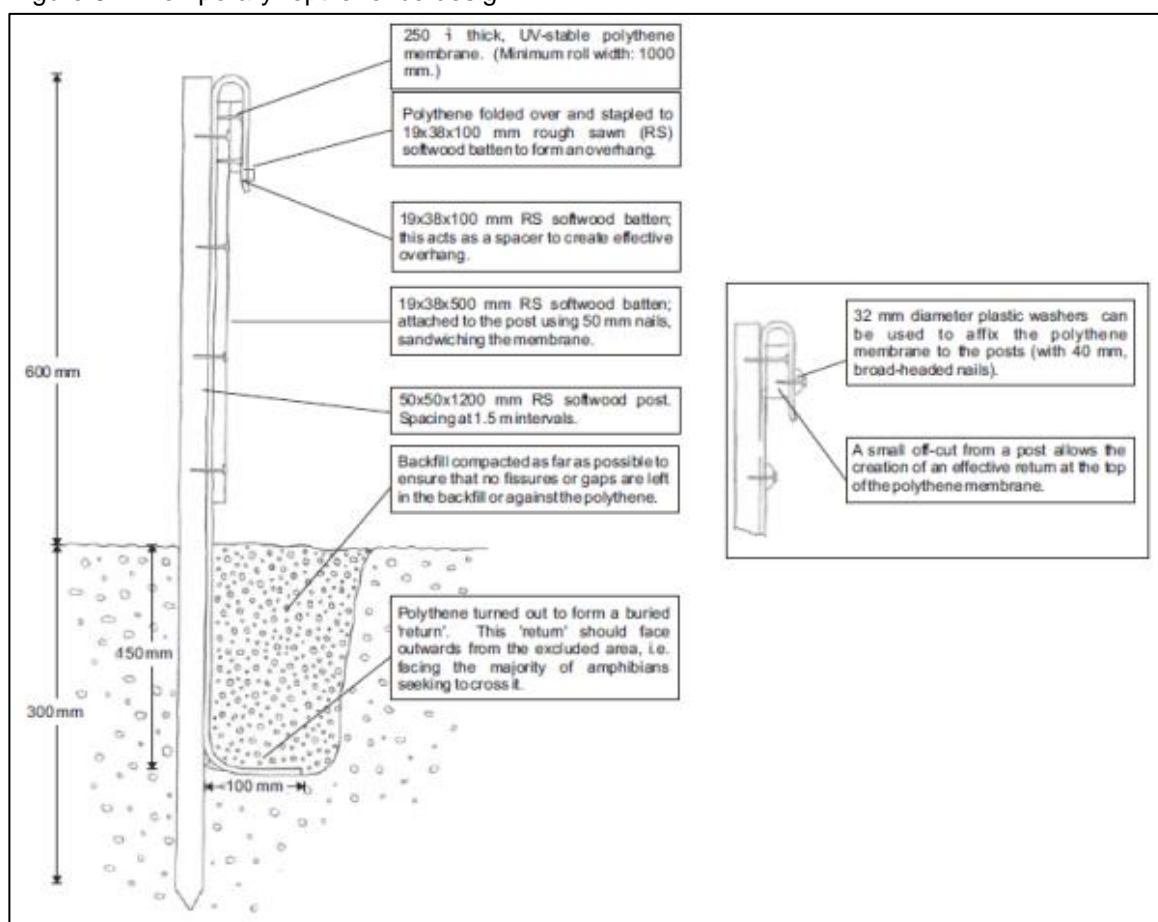 250 ¼ thick, UV-stable polythene
membrane. (Minimum roll width: 1000
mm.)
Polythene folded over and stapled to
19x38x100 mm rough sawn (RS)
softwood batten to form an overhang.
19x38x100 mm RS softwood batten;
this acts as a spacer to create effective
overhang.
19x38x500 mm RS softwood batten;
attached to the post using 50 mm nails,
sandwiching the membrane.
600 mm
50x50x1200 mm RS softwood post.
Spacing at 1.5 m intervals.
Backfill compacted as far as possible to
ensure that no fissures or gaps are left
in the backfill or against the polythene.
Polythene turned out to form a buried
'return'. This 'return' should face
outwards from the excluded area, i.e.
facing the majority of amphibians
seeking to cross it.
450 mm
300 mm
100 mm
32 mm diameter plastic washers can
be used to affix the polythene
membrane to the posts (with 40 mm,
broad-headed nails).
A small off-cut from a post allows the
creation of an effective return at the top
of the polythene membrane.